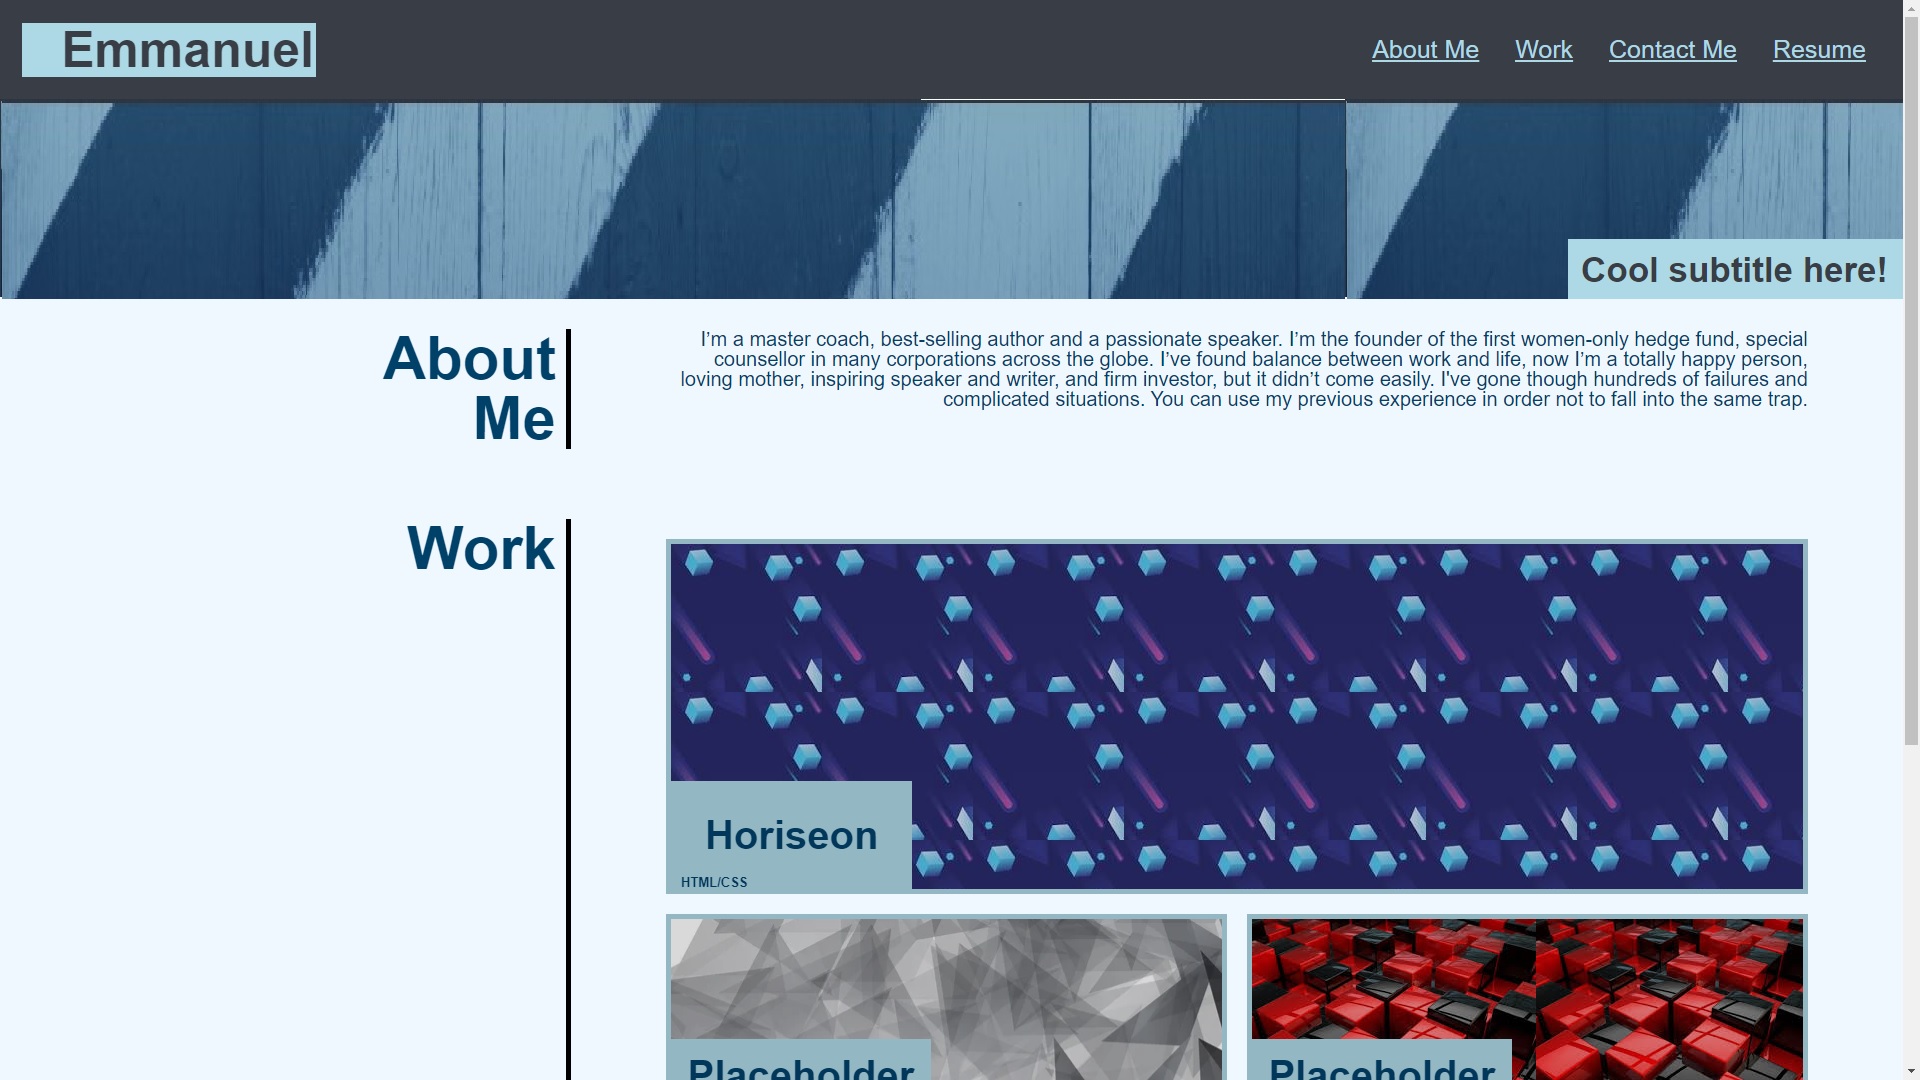 Emmanuel
About Me Work Contact Me Resume
Cool subtitle here!
About
Me
I’m a master coach, best-selling author and a passionate speaker. I’m the founder of the first women-only hedge fund, special
counsellor in many corporations across the globe. I’ve found balance between work and life, now I’m a totally happy person,
loving mother, inspiring speaker and writer, and firm investor, but it didn’t come easily. I've gone though hundreds of failures and
complicated situations. You can use my previous experience in order not to fall into the same trap.
Work
Horiseon
HTML/CSS
Placeholder
Placeholder